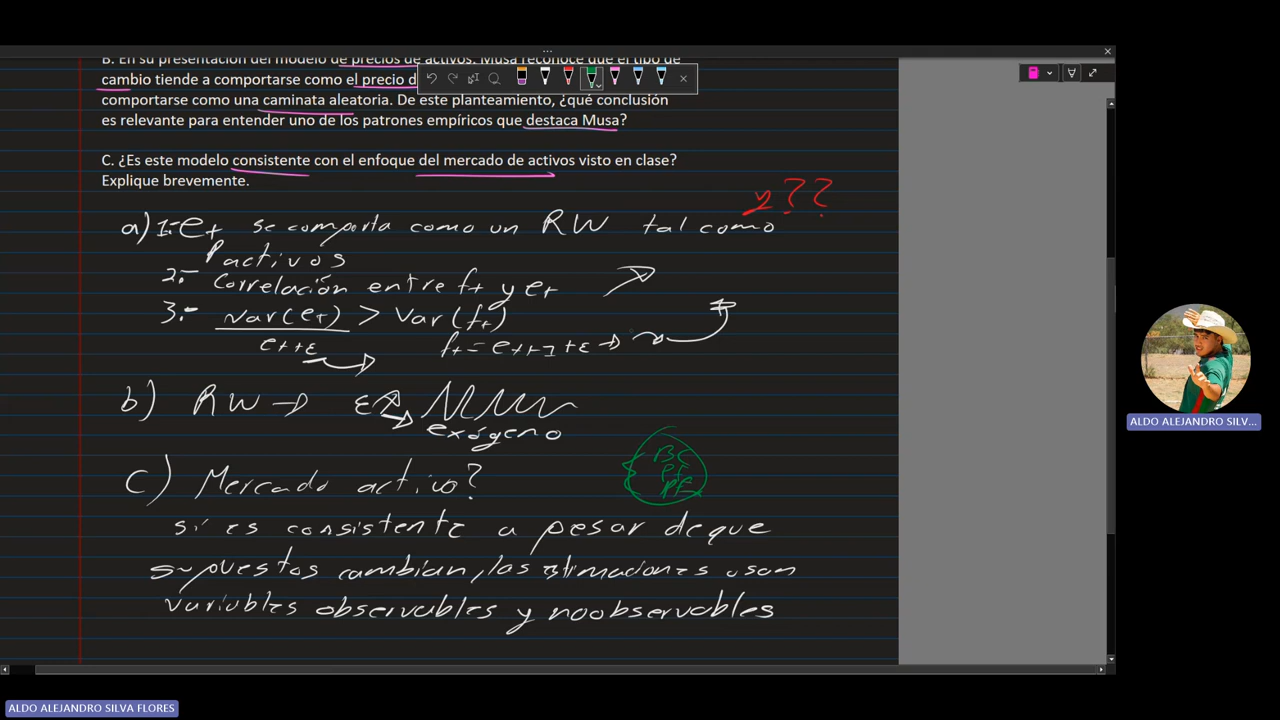 B. En su presentación del modelo de precios de activos, Musa reconoce que el tipo de
cambio tiende a comportarse como el precio d
comportarse como una caminata aleatoria. De este planteamiento, ¿qué conclusión
es relevante para entender uno de los patrones empíricos que destaca Musa?
C. ¿Es este modelo consistente con el enfoque del mercado de activos visto en clase?
Explique brevemente.
y ??
a) 1.- et se comporta como un RW tal como
P activos
2.- Correlación entre ft y et
3.- var(et) > Var(ft)
et+ε ft = et+1+ε →
b) RW → ε
exógeno
BC
C) Mercado activo?
sí es consistente a pesar de que
supuestos cambian, las estimaciones usan
variables observables y no observables
ALDO ALEJANDRO SILV...
ALDO ALEJANDRO SILVA FLORES